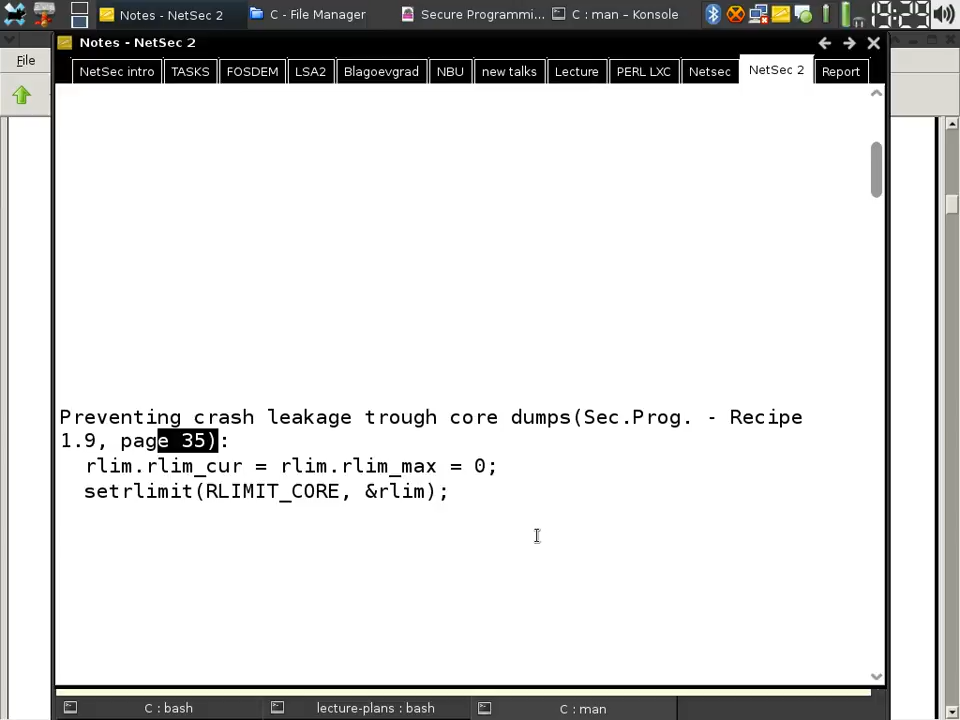 Notes - NetSec 2
C - File Manager
Secure Programmi...
C : man – Konsole
18:20
Notes - NetSec 2
File
NetSec intro
TASKS
FOSDEM
LSA2
Blagoevgrad
NBU
new talks
Lecture
PERL LXC
Netsec
NetSec 2
Report
Preventing crash leakage trough core dumps(Sec.Prog. - Recipe
1.9, page 35):
rlim.rlim_cur = rlim.rlim_max = 0;
setrlimit(RLIMIT_CORE, &rlim);
C : bash
lecture-plans : bash
C : man